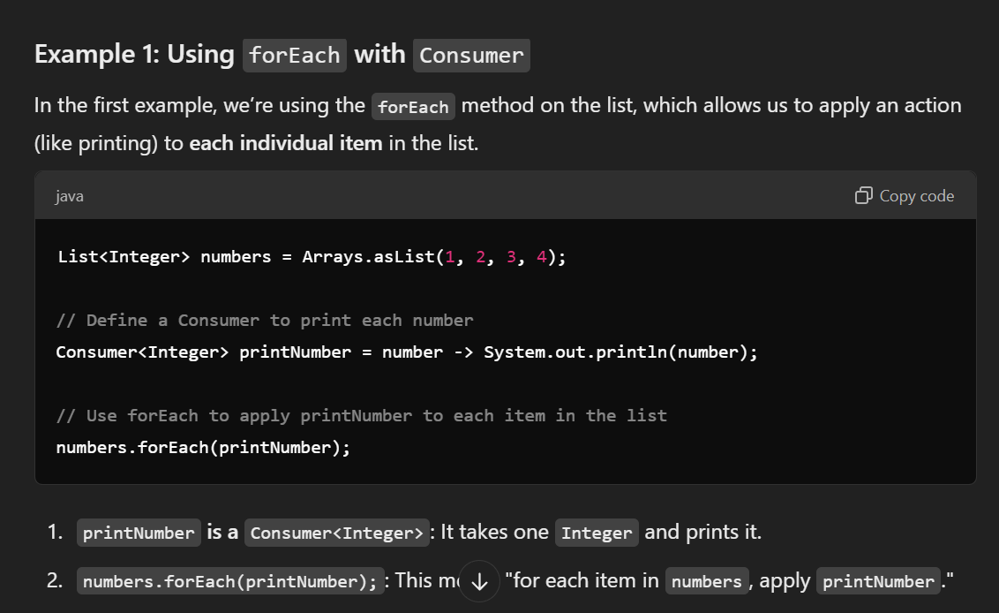 Example 1: Using forEach with Consumer
In the first example, we’re using the forEach method on the list, which allows us to apply an action
(like printing) to each individual item in the list.
java
Copy code
List<Integer> numbers = Arrays.asList(1, 2, 3, 4);
// Define a Consumer to print each number
Consumer<Integer> printNumber = number -> System.out.println(number);
// Use forEach to apply printNumber to each item in the list
numbers.forEach(printNumber);
1. printNumber is a Consumer<Integer>: It takes one Integer and prints it.
2. numbers.forEach(printNumber);: This "for each item in numbers, apply printNumber."